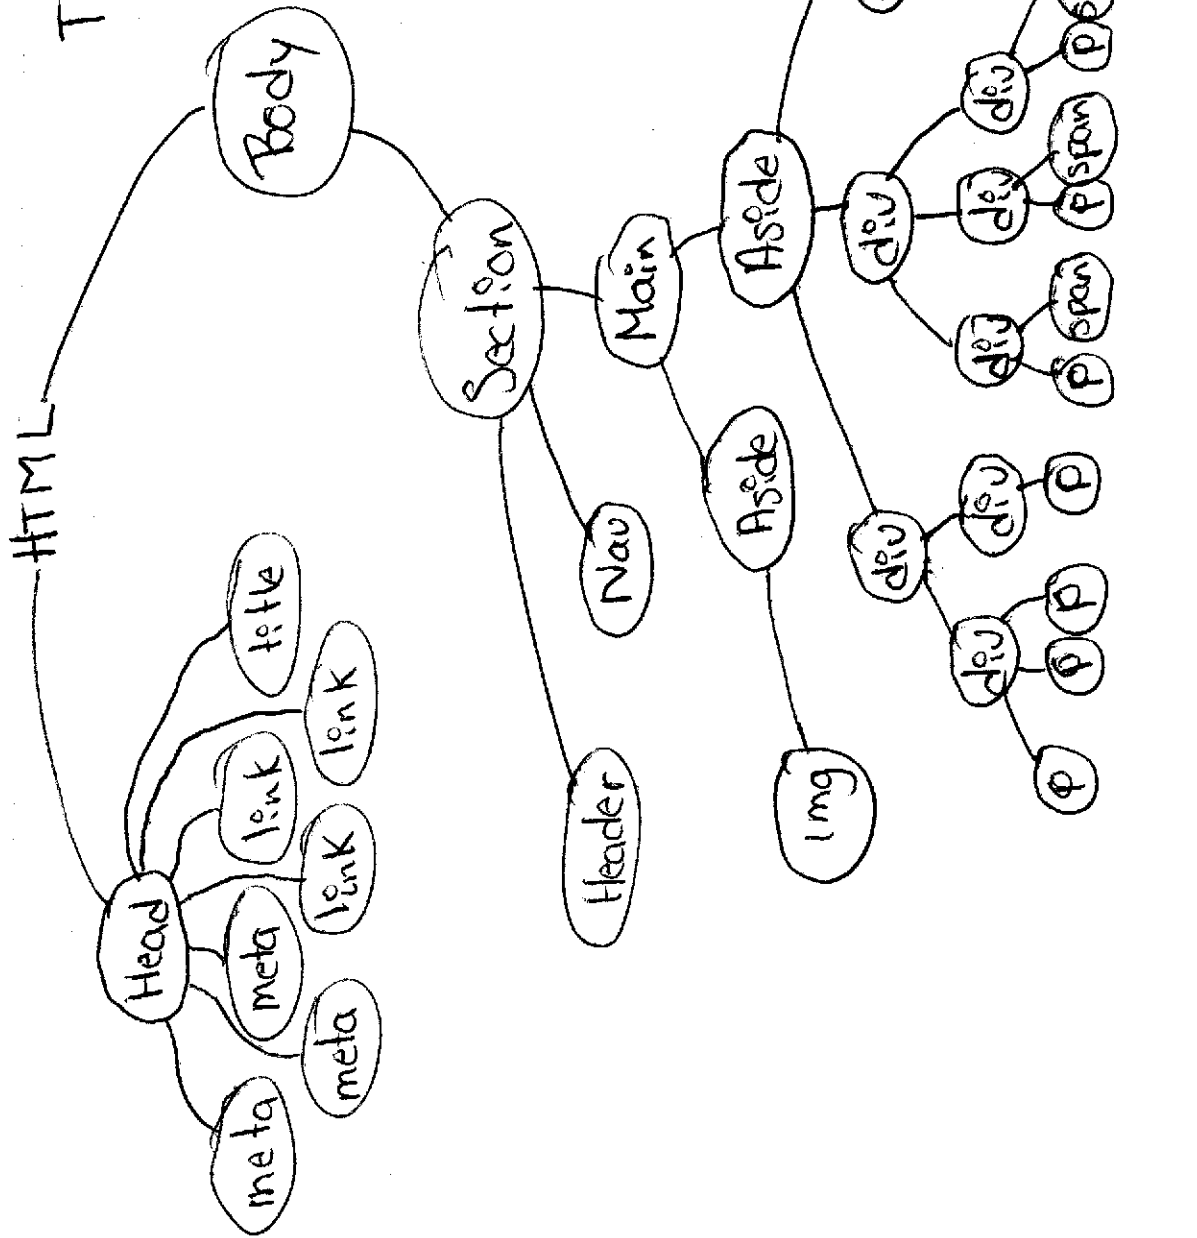 T
HTML
Head
Body
meta
meta
meta
link
link
link
title
Section
Header
Nav
Main
Img
Aside
Aside
div
div
div
div
div
div
div
p
p
p
p
p
span
p
span
p
s